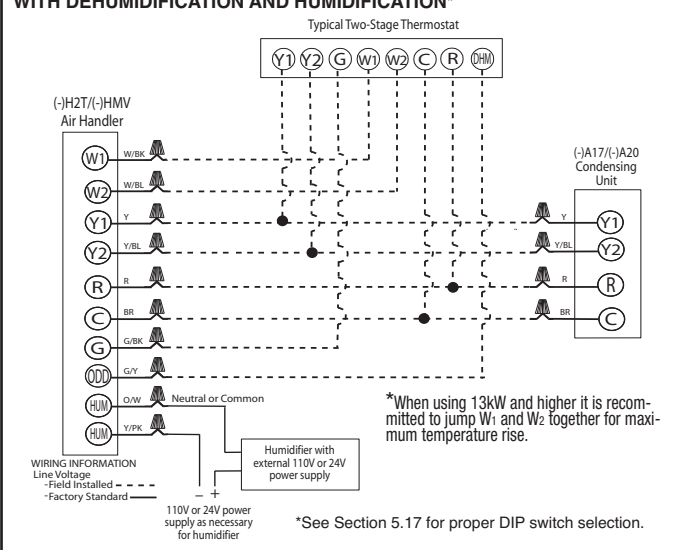 WITH DEHUMIDIFICATION AND HUMIDIFICATION*
Typical Two-Stage Thermostat
Y1 Y2 G W1 W2 C R DHM
(-)H2T/(-)HMV
Air Handler
(-)A17/(-)A20
Condensing
Unit
W1 W/BK
W2 W/BL
Y1 Y
Y Y1
Y2 Y/BL
Y/BL Y2
R R
R R
C BR
BR C
G G/BK
ODD G/Y
HUM O/W Neutral or Common
HUM Y/PK
*When using 13kW and higher it is recom-
mitted to jump W1 and W2 together for maxi-
mum temperature rise.
Humidifier with
external 110V or 24V
power supply
WIRING INFORMATION
Line Voltage
-Field Installed
-Factory Standard
– +
110V or 24V power
supply as necessary
for humidifier
*See Section 5.17 for proper DIP switch selection.